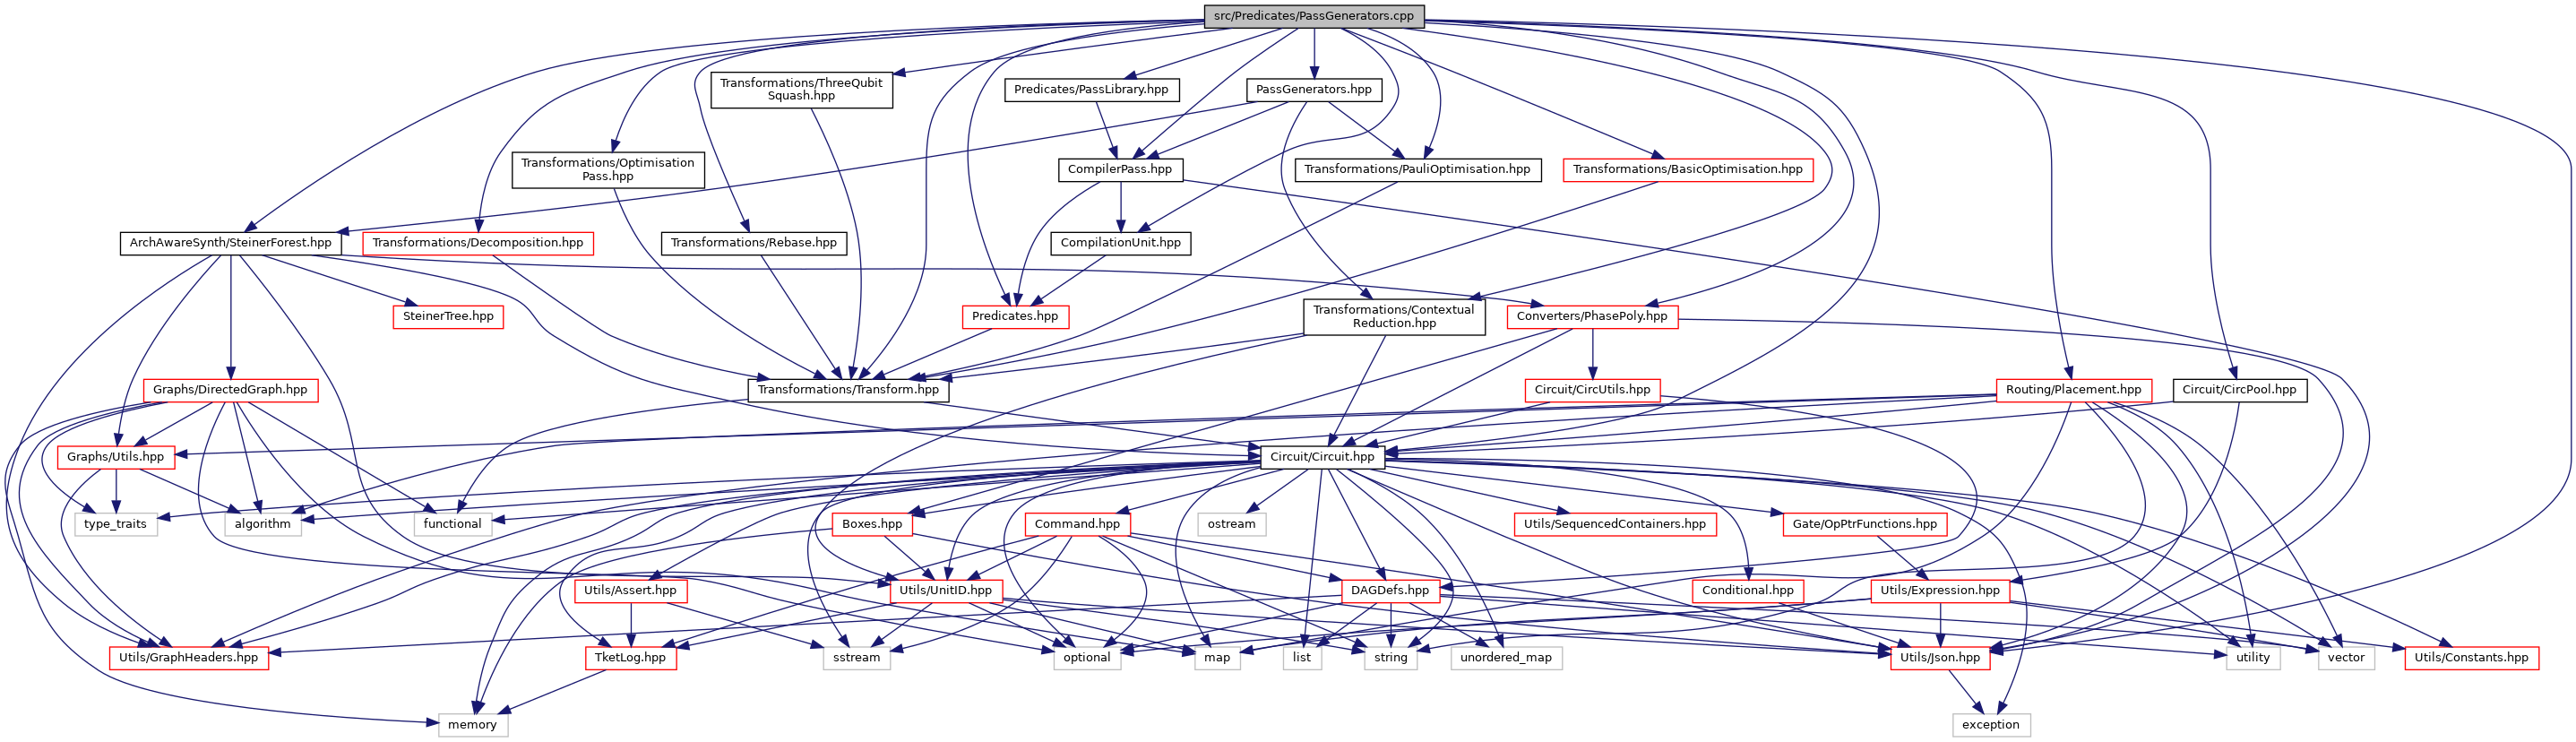 src/Predicates/PassGenerators.cpp
Transformations/ThreeQubit
Squash.hpp
Predicates/PassLibrary.hpp
PassGenerators.hpp
Transformations/Optimisation
Pass.hpp
CompilerPass.hpp
Transformations/PauliOptimisation.hpp
Transformations/BasicOptimisation.hpp
ArchAwareSynth/SteinerForest.hpp
Transformations/Decomposition.hpp
Transformations/Rebase.hpp
CompilationUnit.hpp
SteinerTree.hpp
Predicates.hpp
Transformations/Contextual
Reduction.hpp
Converters/PhasePoly.hpp
Graphs/DirectedGraph.hpp
Transformations/Transform.hpp
Circuit/CircUtils.hpp
Routing/Placement.hpp
Circuit/CircPool.hpp
Graphs/Utils.hpp
Circuit/Circuit.hpp
type_traits
algorithm
functional
Boxes.hpp
Command.hpp
ostream
Utils/SequencedContainers.hpp
Gate/OpPtrFunctions.hpp
Utils/Assert.hpp
Utils/UnitID.hpp
DAGDefs.hpp
Conditional.hpp
Utils/Expression.hpp
Utils/GraphHeaders.hpp
TketLog.hpp
sstream
optional
map
list
string
unordered_map
Utils/Json.hpp
utility
vector
Utils/Constants.hpp
memory
exception